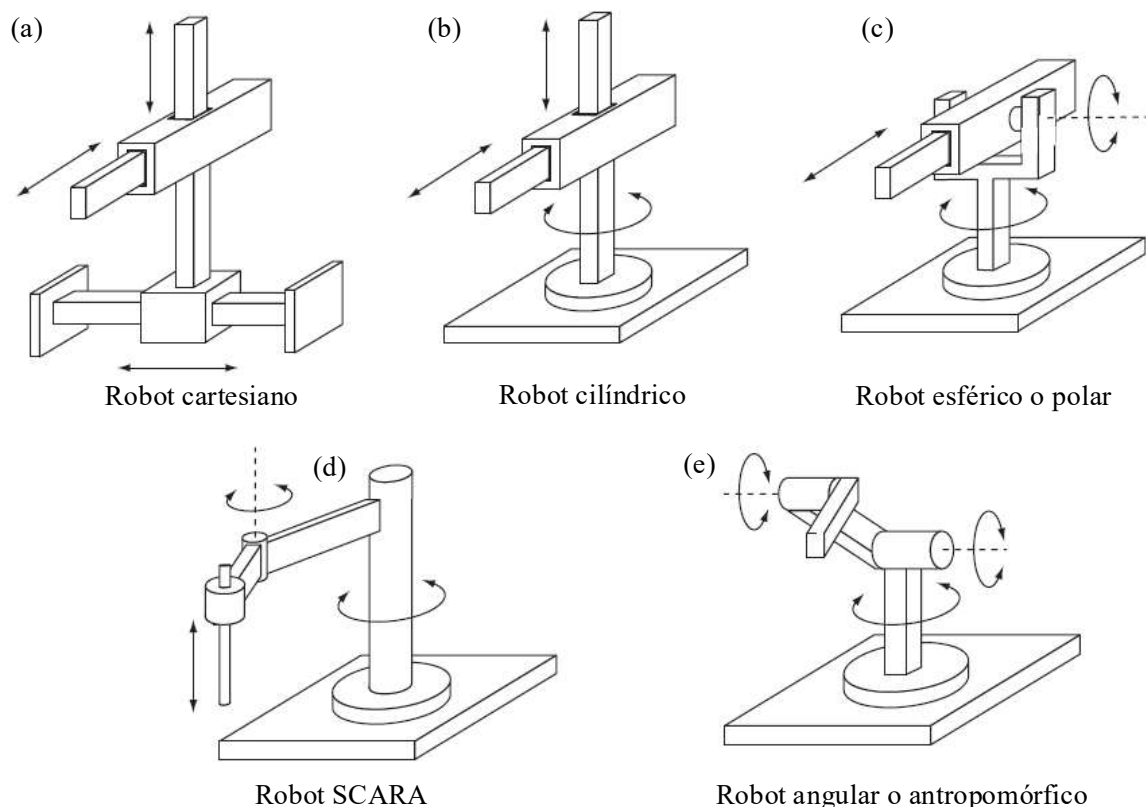 (a)
(b)
(c)
Robot cartesiano
Robot cilíndrico
Robot esférico o polar
(d)
(e)
Robot SCARA
Robot angular o antropomórfico